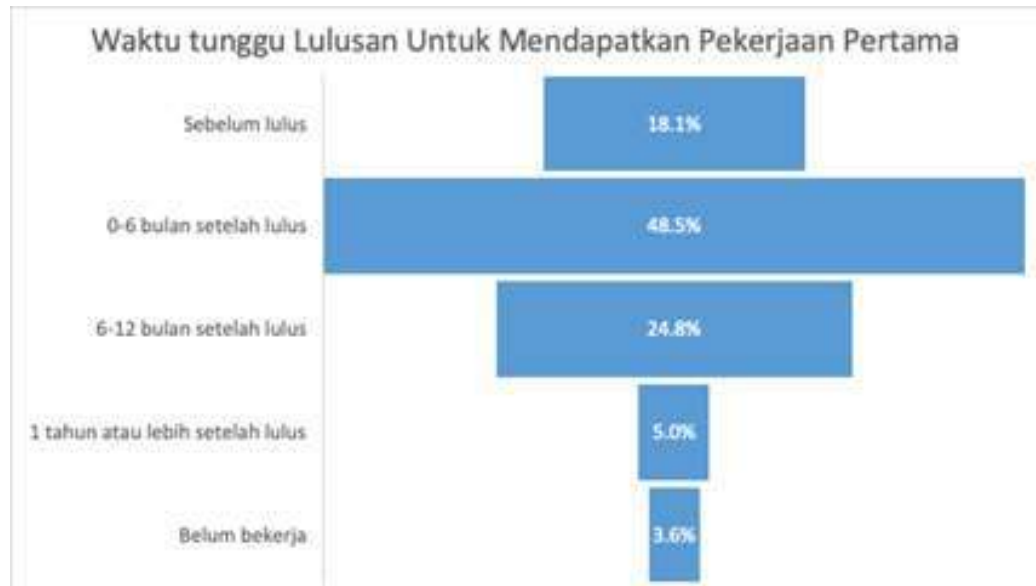 Waktu tunggu Lulusan Untuk Mendapatkan Pekerjaan Pertama
Sebelum lulus
18.1%
0-6 bulan setelah lulus
48.5%
6-12 bulan setelah lulus
24.8%
1 tahun atau lebih setelah lulus
5.0%
Belum bekerja
3.6%